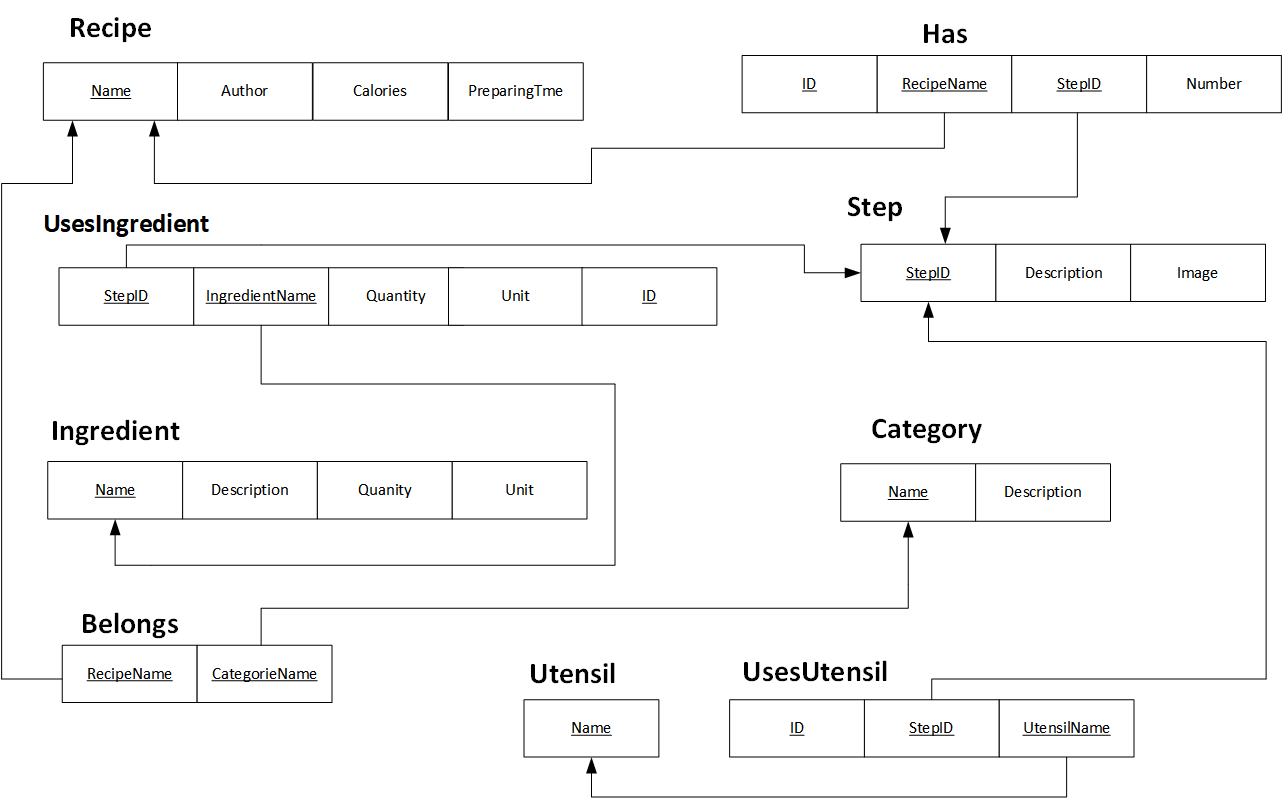 Recipe
Name Author Calories PreparingTme
Has
ID RecipeName StepID Number
UsesIngredient
StepID IngredientName Quantity Unit ID
Step
StepID Description Image
Ingredient
Name Description Quanity Unit
Category
Name Description
Belongs
RecipeName CategorieName
Utensil
Name
UsesUtensil
ID StepID UtensilName